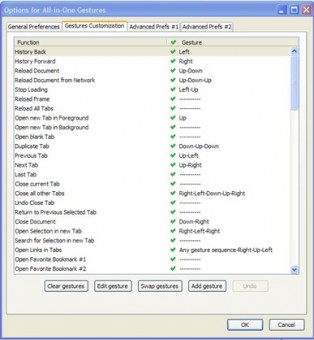 Options for All-in-One Gestures
General Preferences Gestures Customization Advanced Prefs #1 Advanced Prefs #2
Function Gesture
History Back Left
History Forward Right
Reload Document Up-Down
Reload Document from Network Up-Down-Up
Stop Loading Left-Up
Reload Frame ----------
Reload All Tabs ----------
Open new Tab in Foreground Up
Open new Tab in Background ----------
Open blank Tab ----------
Duplicate Tab Down-Up-Down
Previous Tab Up-Left
Next Tab Up-Right
Last Tab ----------
Close current Tab ----------
Close all other Tabs Right-Left-Down-Up-Right
Undo Close Tab ----------
Return to Previous Selected Tab ----------
Close Document Down-Right
Open Selection in new Tab Right-Left-Right
Search for Selection in new Tab ----------
Open Links in Tabs Any gesture sequence-Right-Up-Left
Open Favorite Bookmark #1 ----------
Open Favorite Bookmark #2 ----------
Clear gestures Edit gesture Swap gestures Add gesture Undo
OK Cancel